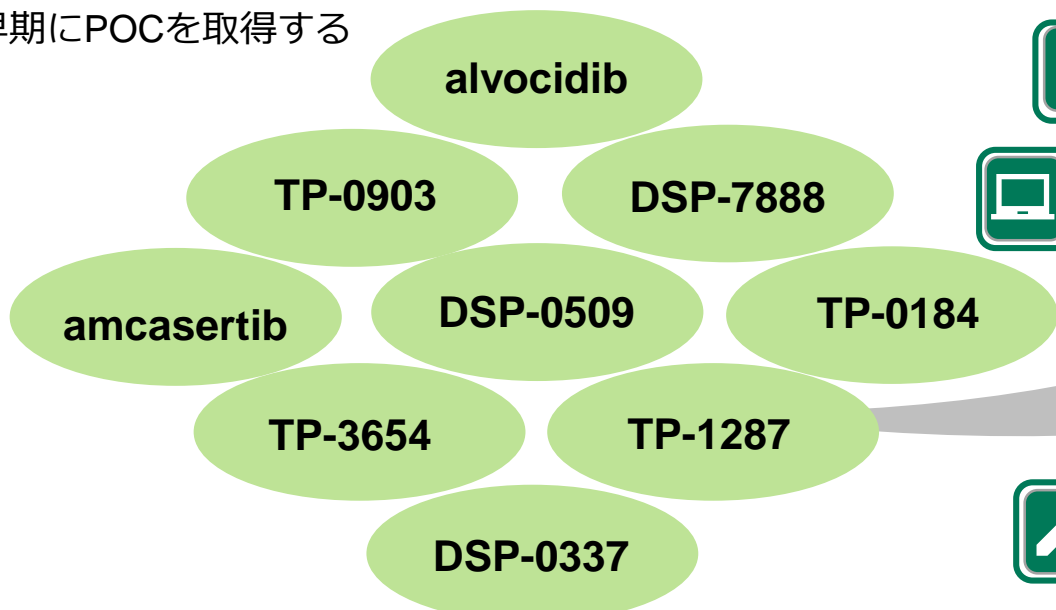 早期にPOCを取得する
alvocidib
TP-0903
DSP-7888
amcasertib
DSP-0509
TP-0184
TP-3654
TP-1287
DSP-0337